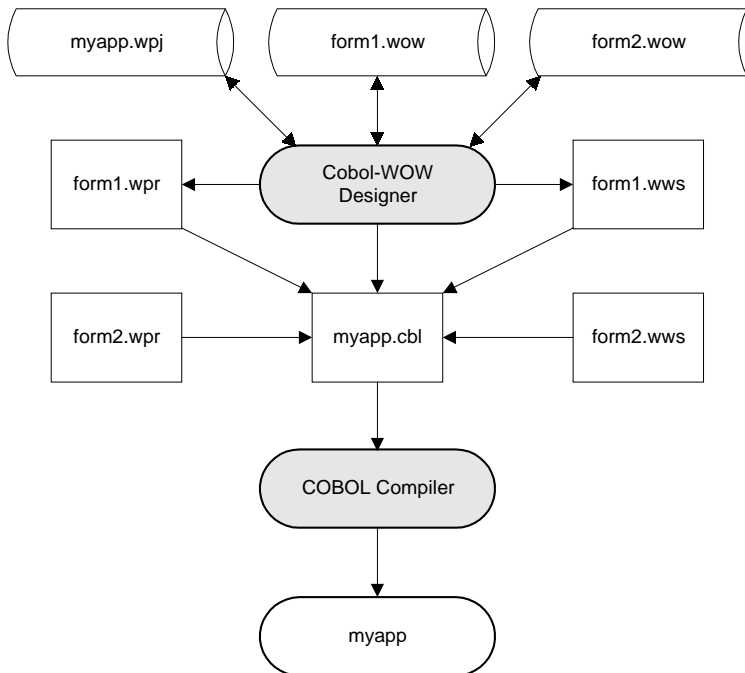 myapp.wpj
form1.wow
form2.wow
form1.wpr
Cobol-WOW
Designer
form1.wws
form2.wpr
myapp.cbl
form2.wws
COBOL Compiler
myapp